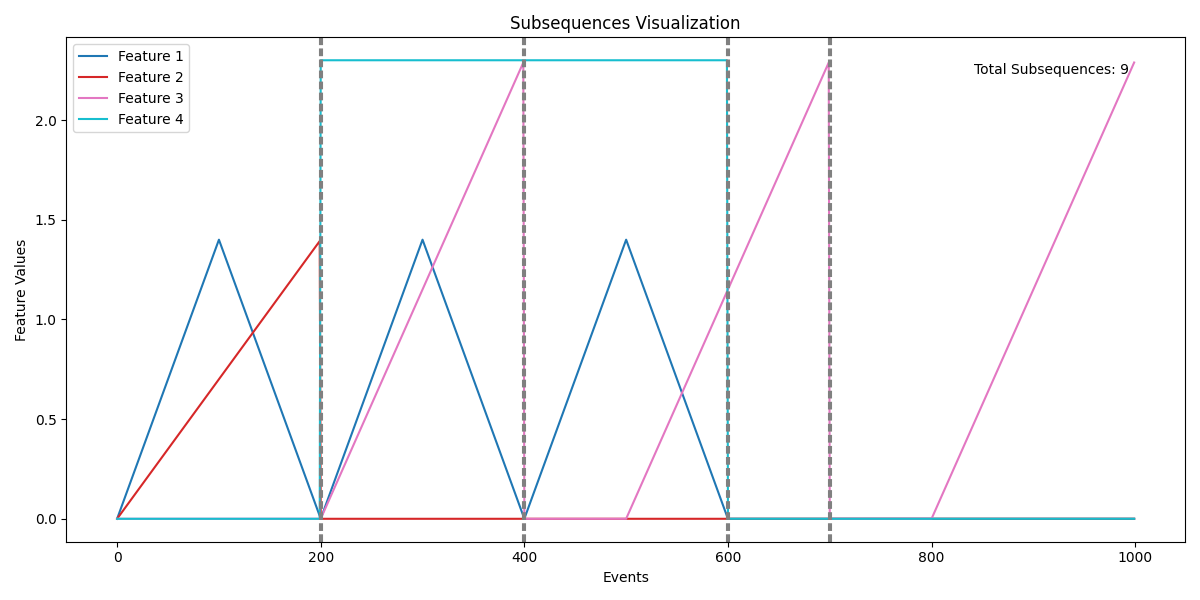 Subsequences Visualization
Feature 1
Feature 2
Feature 3
Feature 4
Total Subsequences: 9
Feature Values
2.0
1.5
1.0
0.5
0.0
0
200
400
600
800
1000
Events